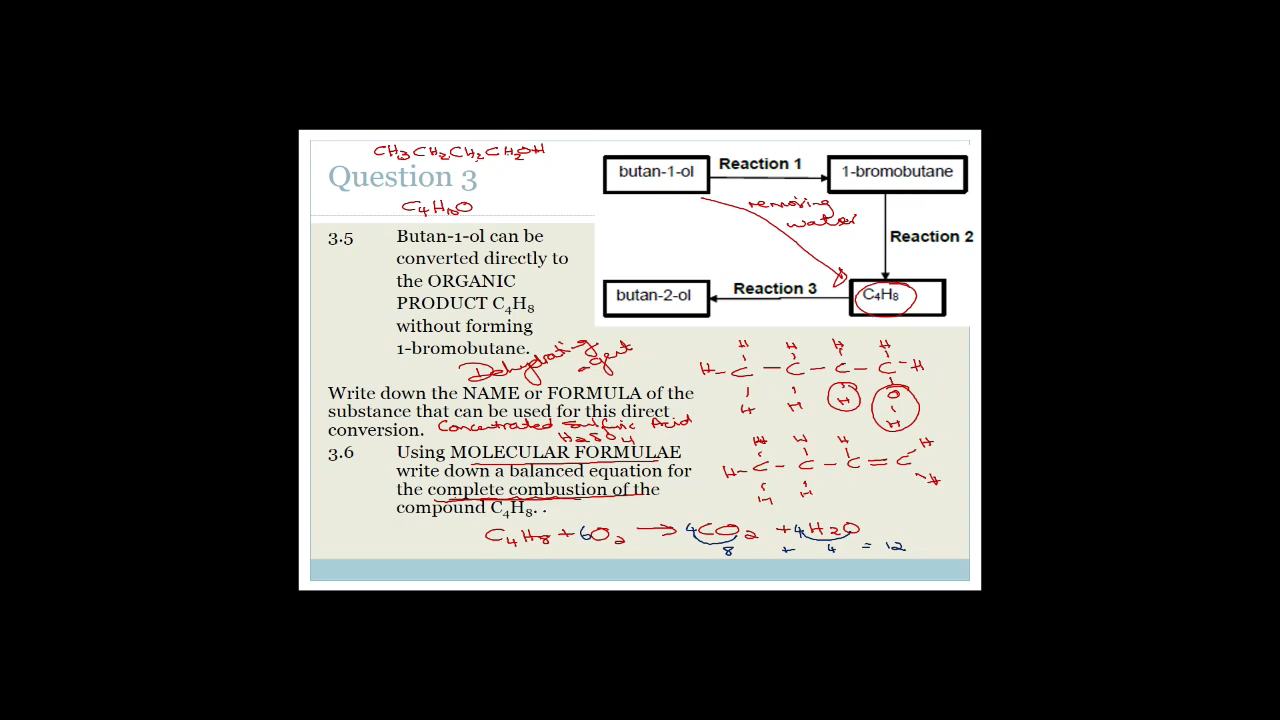 CH3CH2CH2CH2OH
Question 3
C4H10O
butan-1-ol
Reaction 1
1-bromobutane
removing
water
Reaction 2
butan-2-ol
Reaction 3
C₄H₈
3.5 Butan-1-ol can be
converted directly to
the ORGANIC
PRODUCT C₄H₈
without forming
1-bromobutane.
Dehydrating
agent
Write down the NAME or FORMULA of the
substance that can be used for this direct
conversion.
Concentrated Sulfuric Acid
H2SO4
3.6 Using MOLECULAR FORMULAE
write down a balanced equation for
the complete combustion of the
compound C₄H₈. .
H H H H
H - C - C - C - C - H
H H H O
H
H H H H
H - C - C - C = C
H H H
C4H8 + 6O2 → 4CO2 + 4H2O
8 + 4 = 12